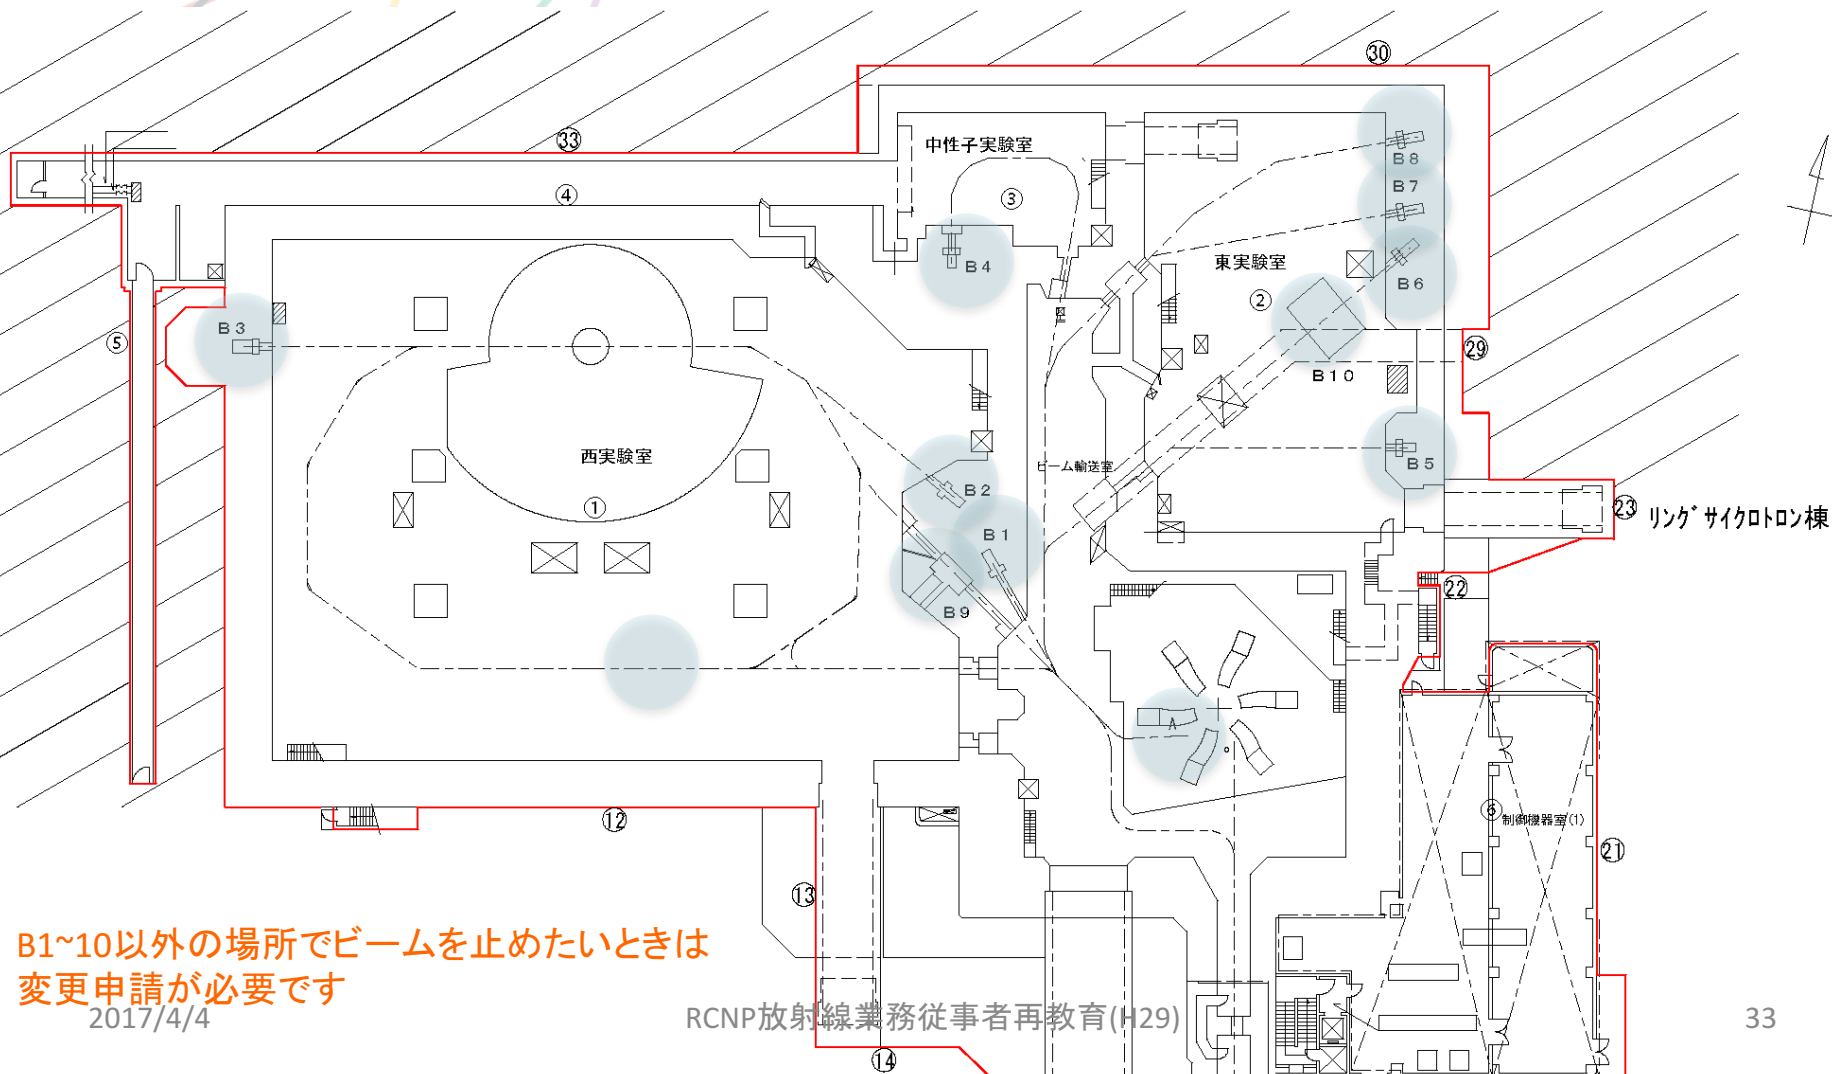 ㉚
㉝
中性子実験室
B8
④
③
B7
東実験室
B4
B6
②
B3
⑤
㉙
B10
西実験室
ビーム輸送室
B5
B2
①
㉓ リングサイクロトロン棟
B1
㉒
B9
A
⑥
制御機器室(1)
⑫
㉑
⑬
B1~10以外の場所でビームを止めたいときは
変更申請が必要です
2017/4/4
RCNP放射線業務従事者再教育(H29)
33
⑭